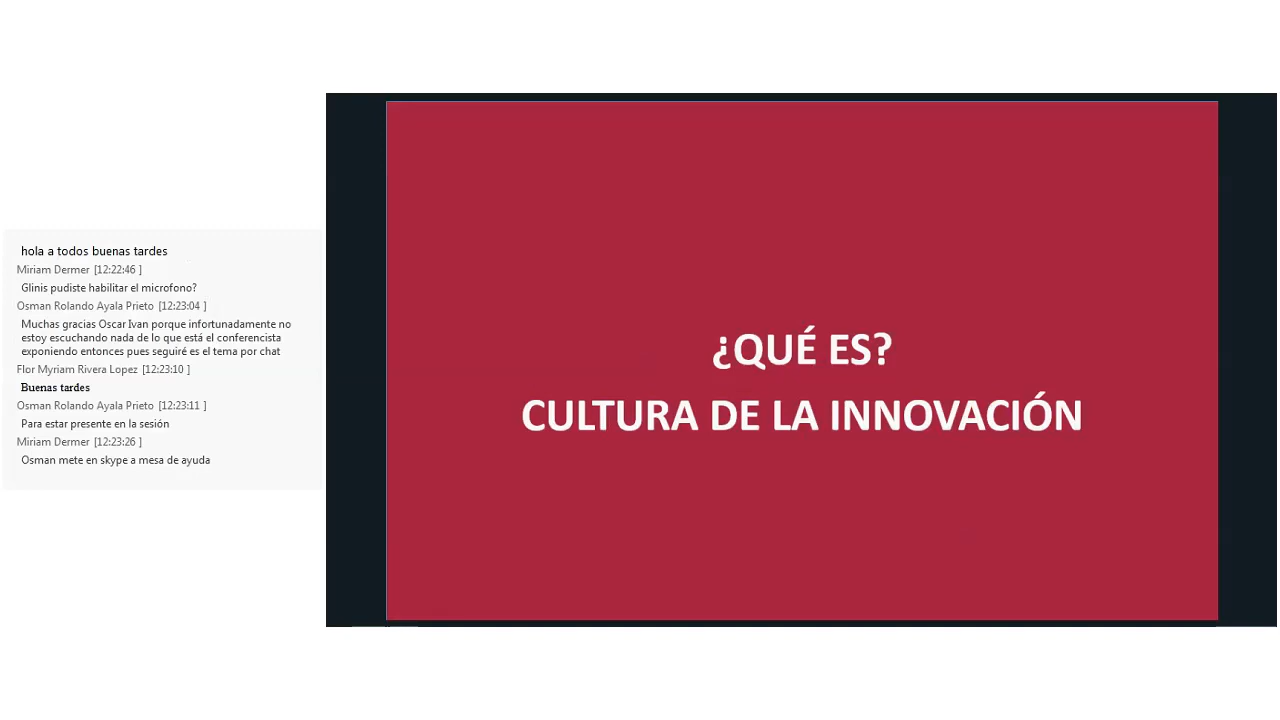 hola a todos buenas tardes
Miriam Dermer [12:22:46 ]
Glinis pudiste habilitar el microfono?
Osman Rolando Ayala Prieto [12:23:04 ]
Muchas gracias Oscar Ivan porque infortunadamente no
estoy escuchando nada de lo que está el conferencista
exponiendo entonces pues seguiré es el tema por chat
Flor Myriam Rivera Lopez [12:23:10 ]
Buenas tardes
Osman Rolando Ayala Prieto [12:23:11 ]
Para estar presente en la sesión
Miriam Dermer [12:23:26 ]
Osman mete en skype a mesa de ayuda
¿QUÉ ES?
CULTURA DE LA INNOVACIÓN